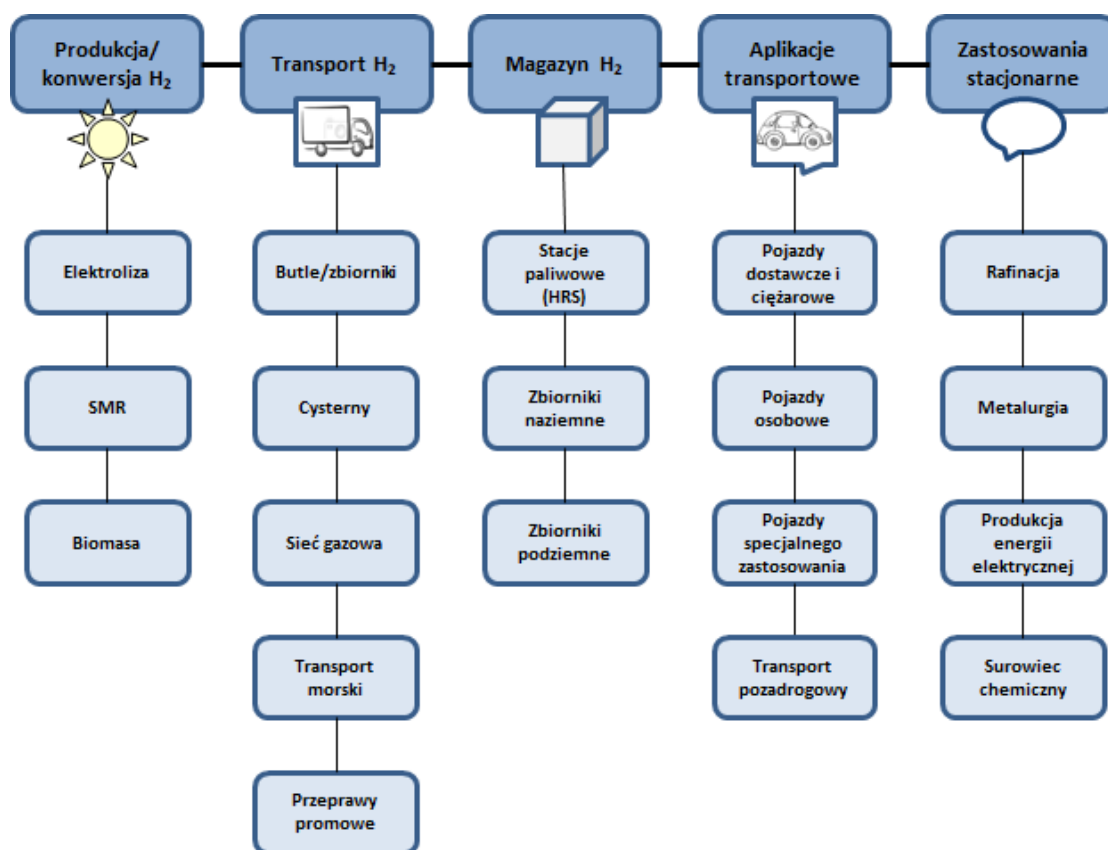 Produkcja/
konwersja H₂
Transport H₂
Magazyn H₂
Aplikacje
transportowe
Zastosowania
stacjonarne
Elektroliza
SMR
Biomasa
Butle/zbiorniki
Cysterny
Sieć gazowa
Transport
morski
Przeprawy
promowe
Stacje
paliwowe
(HRS)
Zbiorniki
naziemne
Zbiorniki
podziemne
Pojazdy
dostawcze i
ciężarowe
Pojazdy
osobowe
Pojazdy
specjalnego
zastosowania
Transport
pozadrogowy
Rafinacja
Metalurgia
Produkcja
energii
elektrycznej
Surowiec
chemiczny